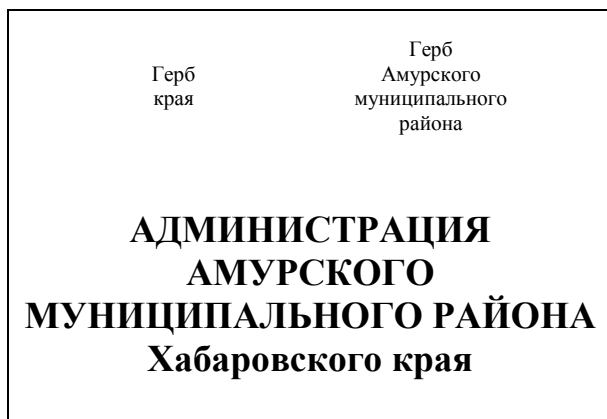 Герб
края
Герб
Амурского
муниципального
района
АДМИНИСТРАЦИЯ
АМУРСКОГО
МУНИЦИПАЛЬНОГО РАЙОНА
Хабаровского края